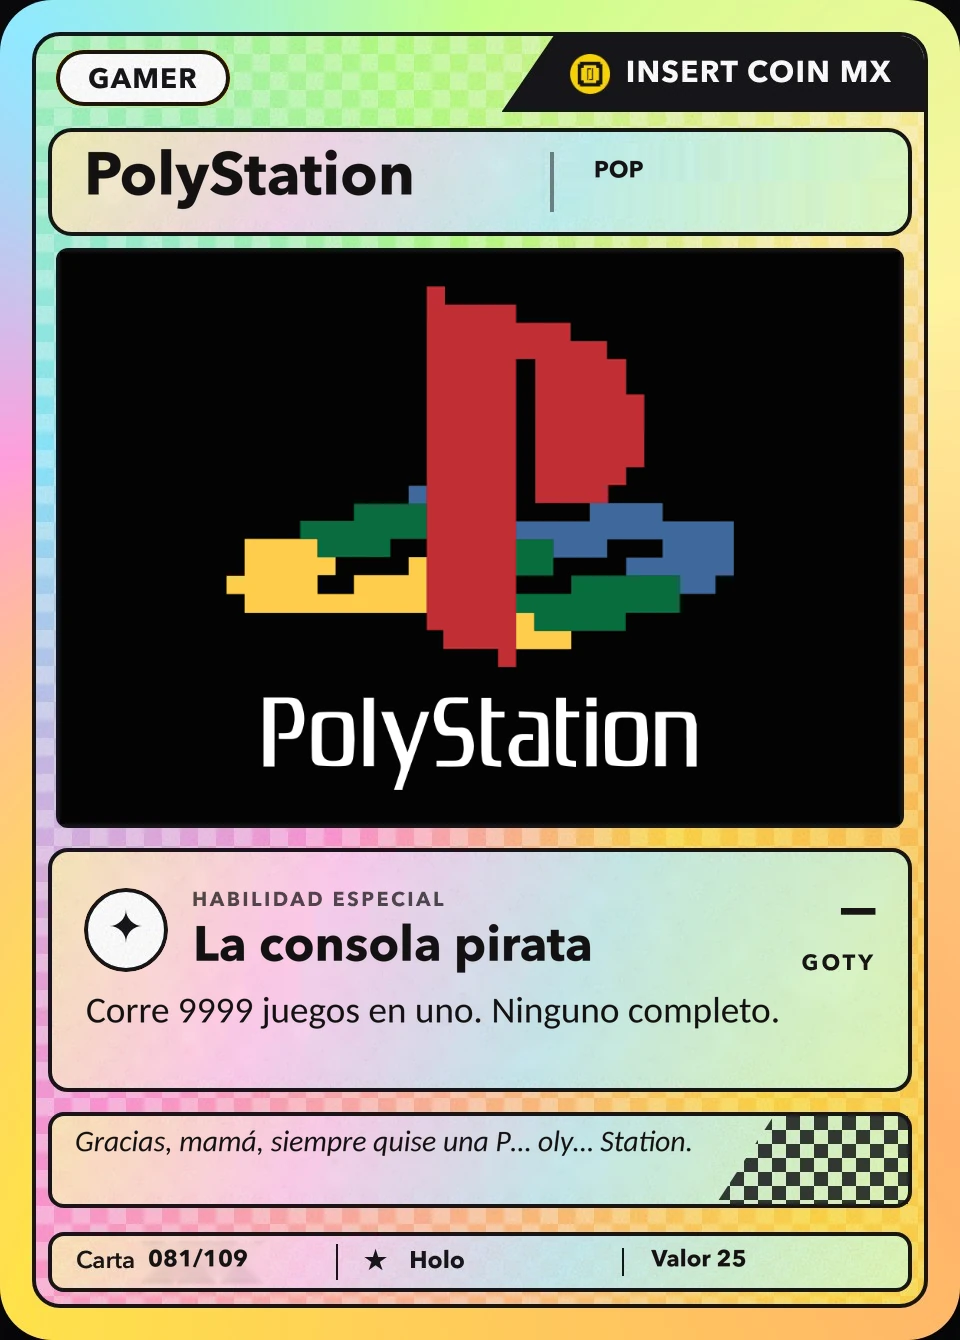 GAMER
INSERT COIN MX
PolyStation
POP
PolyStation
HABILIDAD ESPECIAL
La consola pirata
—
GOTY
Corre 9999 juegos en uno. Ninguno completo.
Gracias, mamá, siempre quise una P... oly... Station.
Carta 081/109
★ Holo
Valor 25